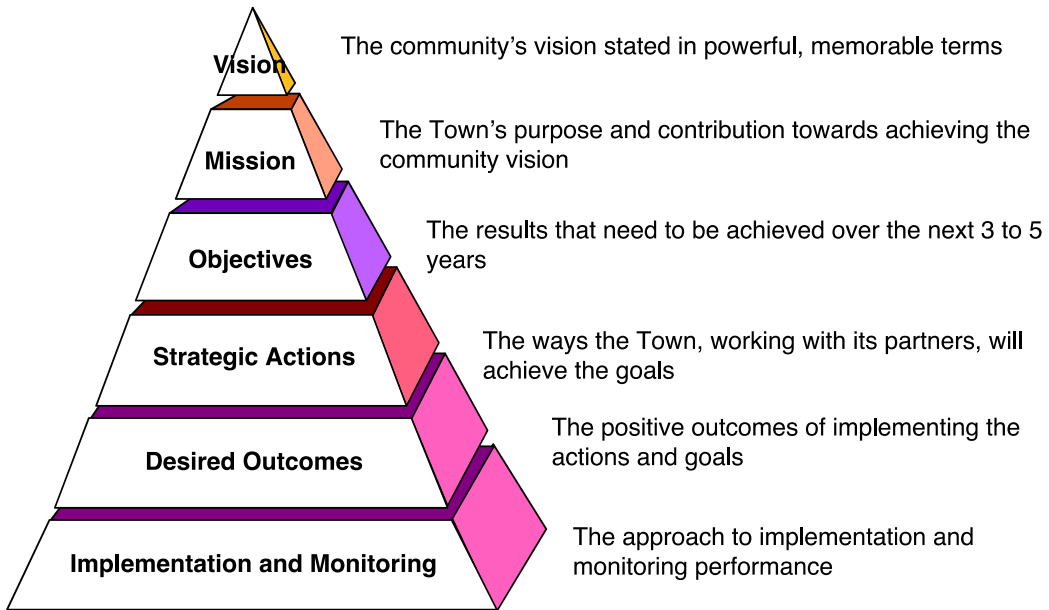 Vision
The community’s vision stated in powerful, memorable terms
Mission
The Town’s purpose and contribution towards achieving the
community vision
Objectives
The results that need to be achieved over the next 3 to 5
years
Strategic Actions
The ways the Town, working with its partners, will
achieve the goals
Desired Outcomes
The positive outcomes of implementing the
actions and goals
Implementation and Monitoring
The approach to implementation and
monitoring performance